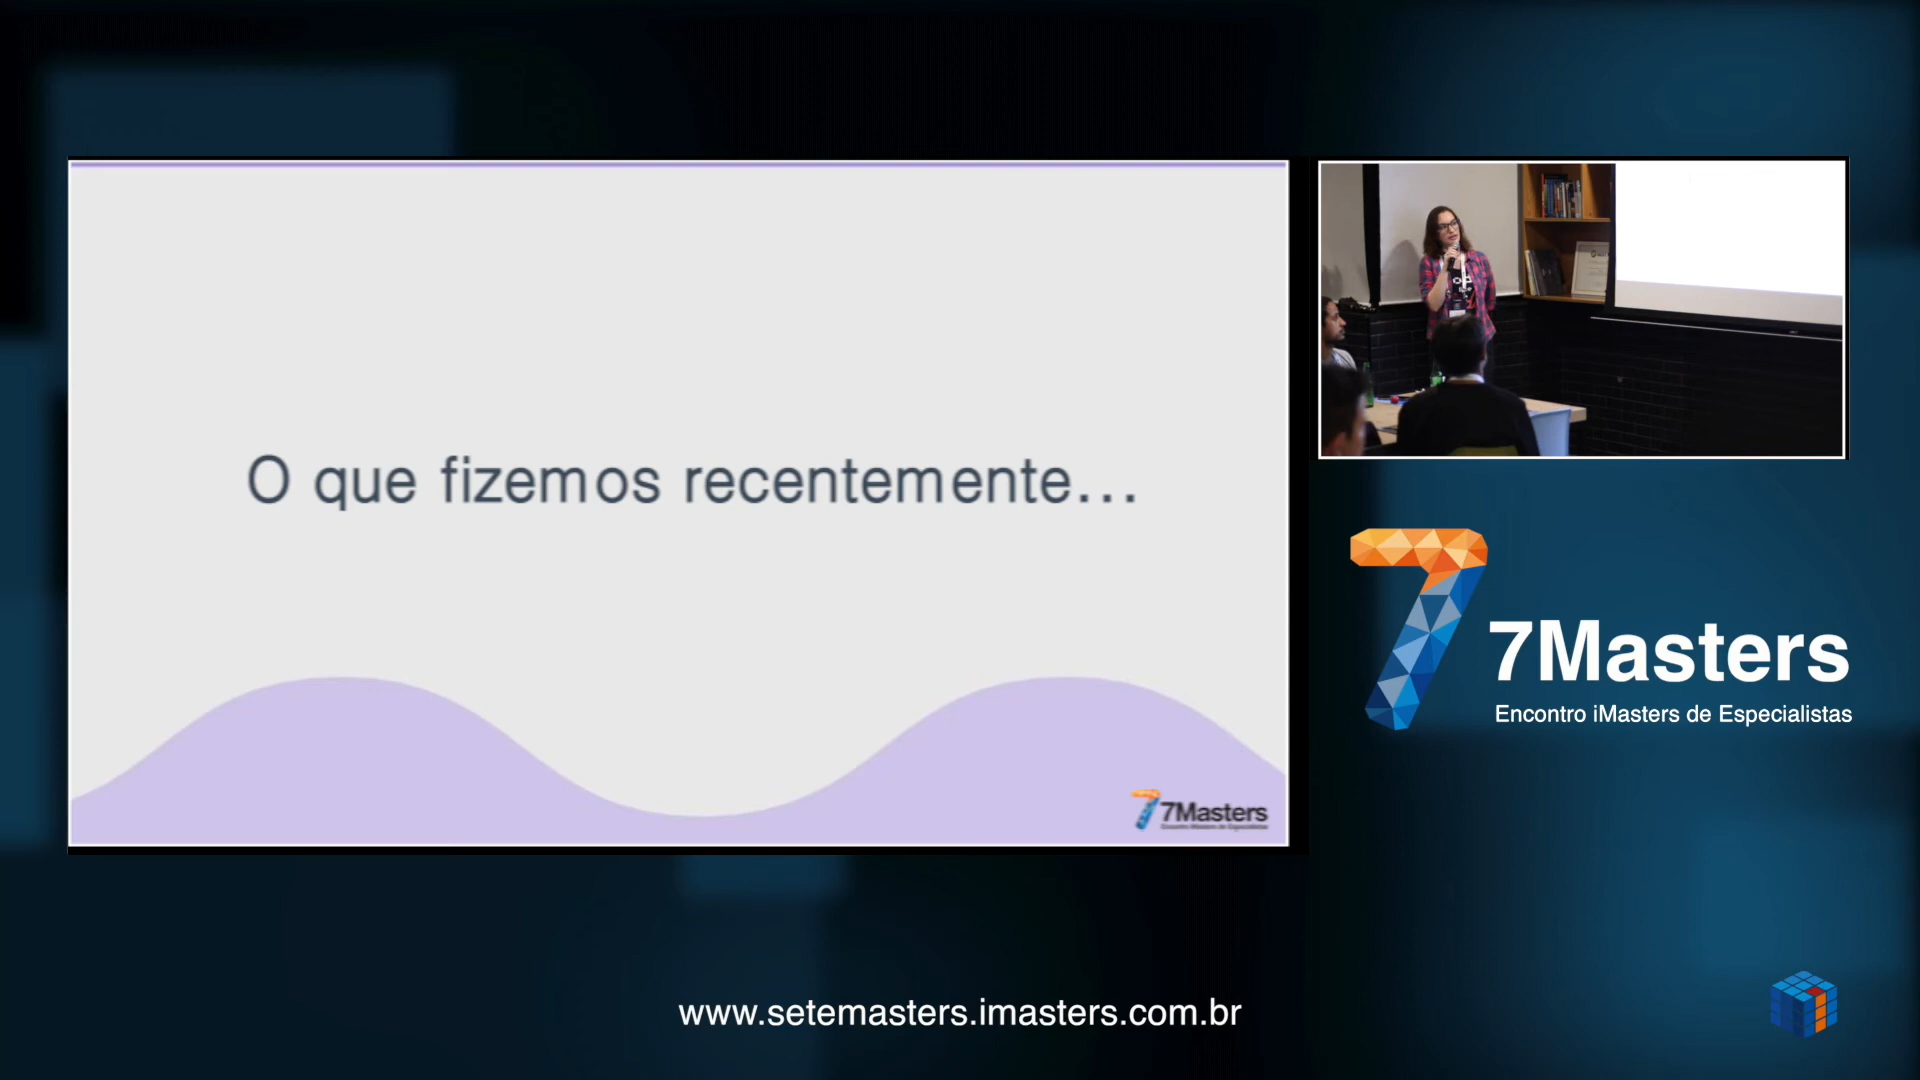 O que fizemos recentemente...
7Masters
7Masters
Encontro iMasters de Especialistas
www.setemasters.imasters.com.br